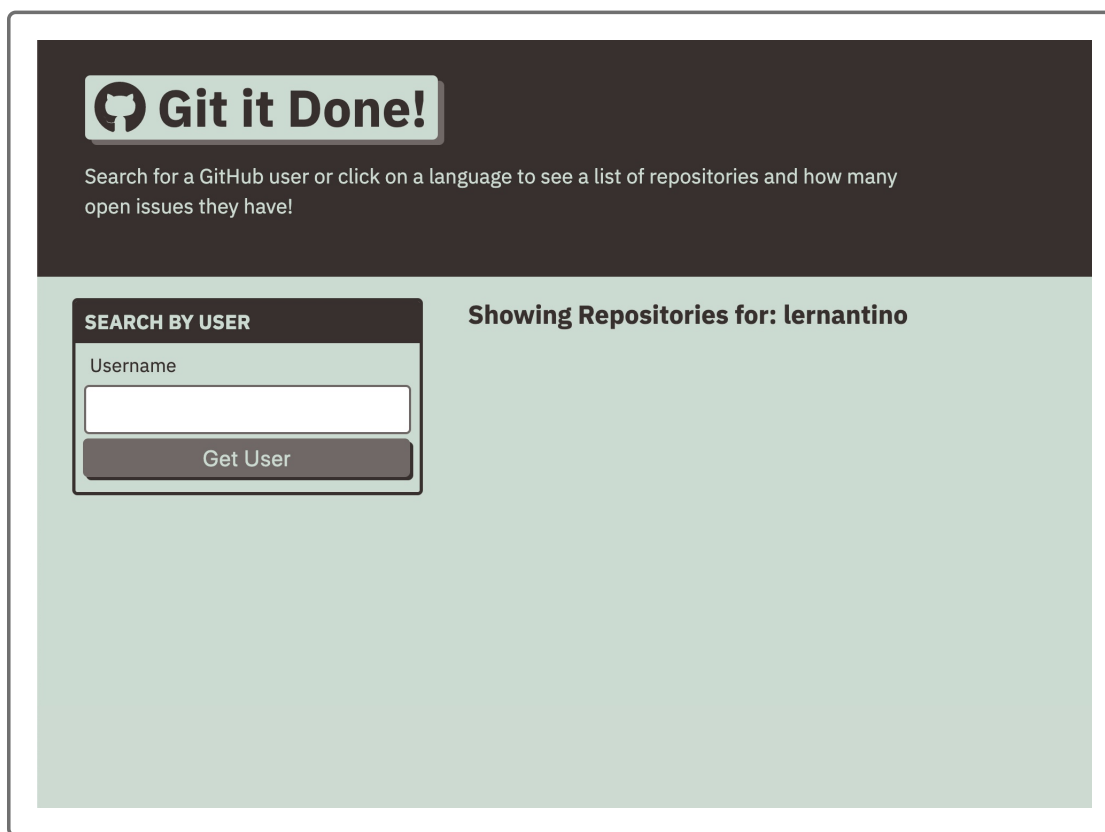 Git it Done!
Search for a GitHub user or click on a language to see a list of repositories and how many
open issues they have!
SEARCH BY USER
Username
Get User
Showing Repositories for: lernantino